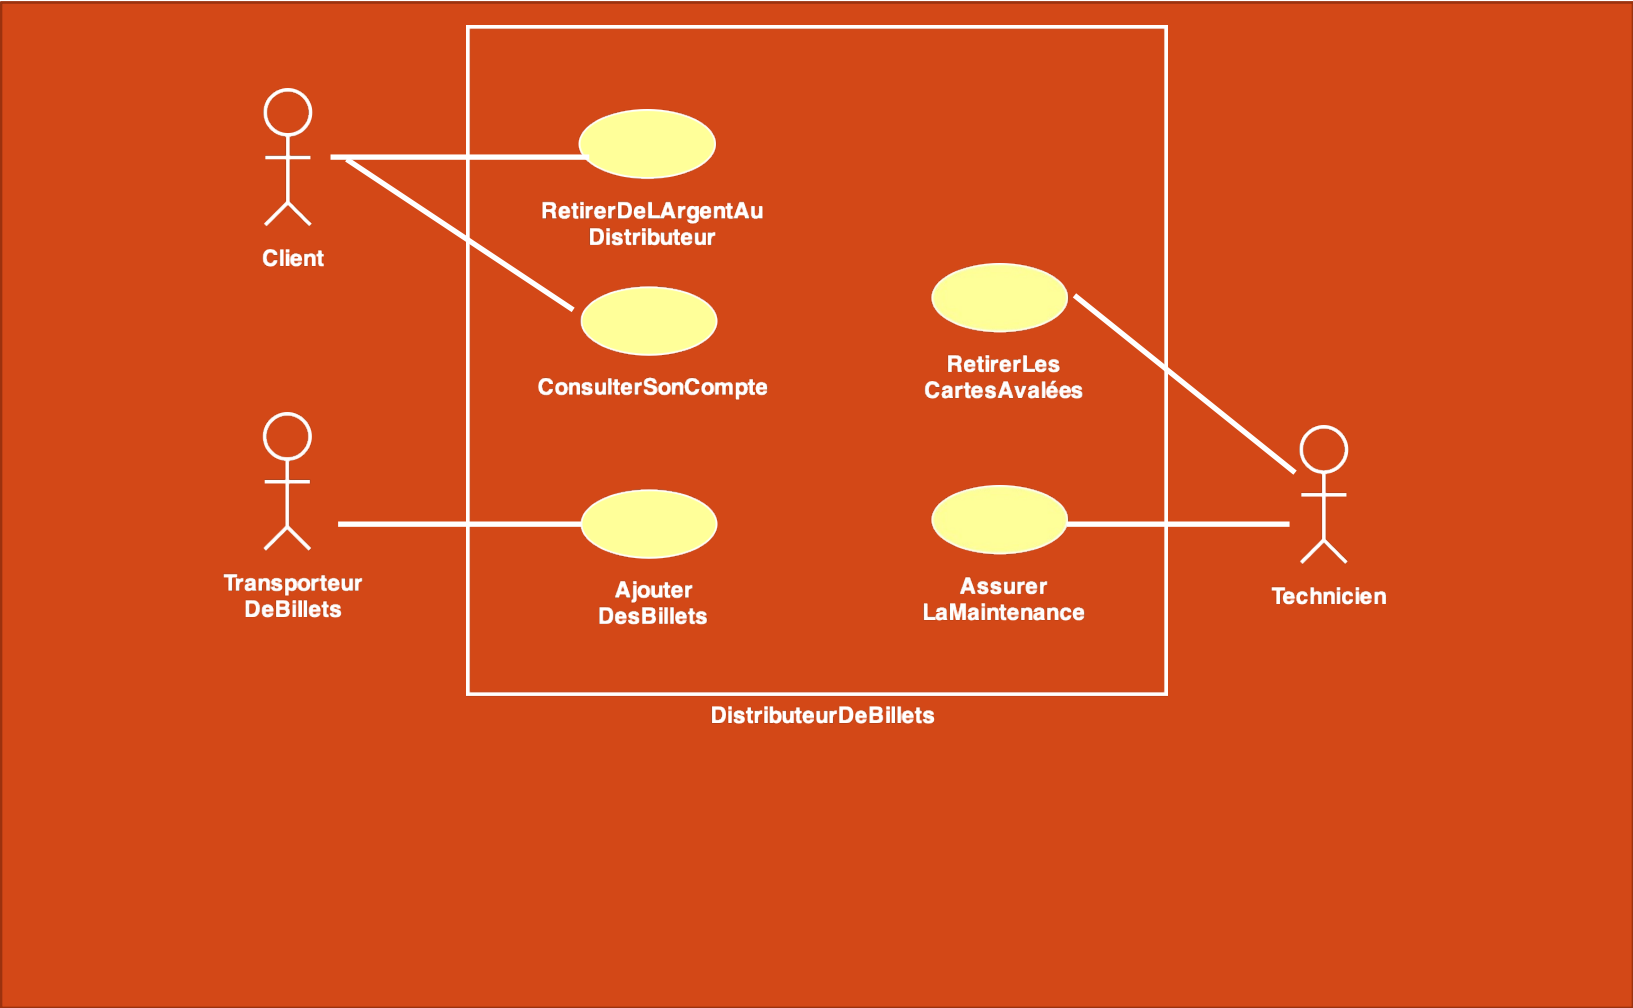 Client
RetirerDeLArgentAu
Distributeur
ConsulterSonCompte
RetirerLes
CartesAvalées
Transporteur
DeBillets
Ajouter
DesBillets
Assurer
LaMaintenance
Technicien
DistributeurDeBillets